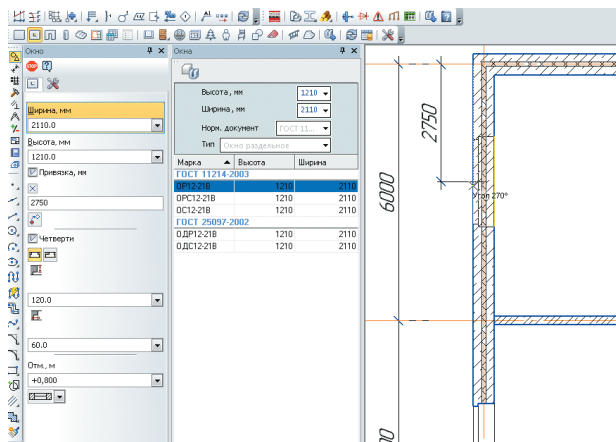 Окно
Ширина, мм
2110.0
Высота, мм
1210.0
Привязка, мм
2750
Четверти
120.0
60.0
Отм., м
+0,800
Окна
Высота, мм 1210
Ширина, мм 2110
Норм. документ ГОСТ 11...
Тип Окно раздельное
Марка Высота Ширина
ГОСТ 11214-2003
ОР12-21В 1210 2110
ОРС12-21В 1210 2110
ОС12-21В 1210 2110
ГОСТ 25097-2002
ОДР12-21В 1210 2110
ОДС12-21В 1210 2110
2750
6000
Угол 270°